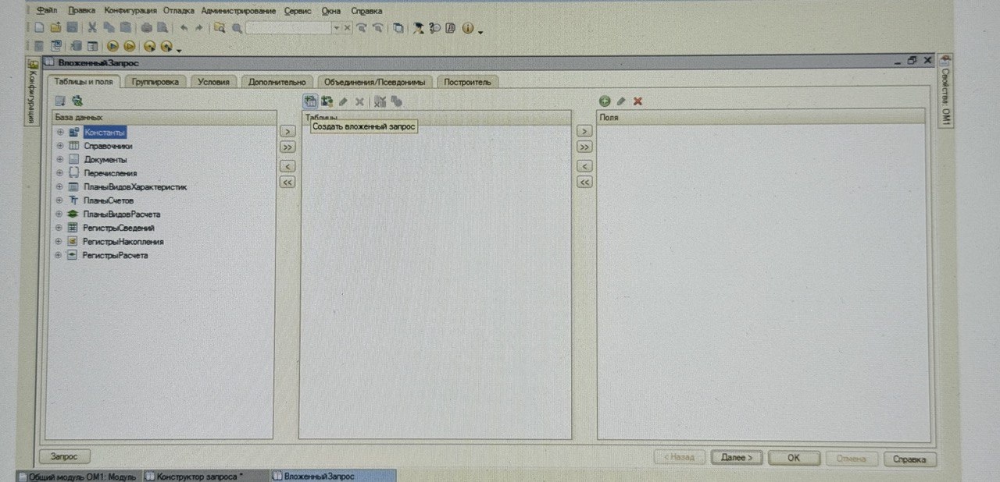 Файл Правка Конфигурация Отладка Администрирование Сервис Окна Справка
ВложенныйЗапрос
Конфигурация
Свойства: ОМ1
Таблицы и поля Группировка Условия Дополнительно Объединения/Псевдонимы Построитель
База данных Таблицы Поля
Создать вложенный запрос
Константы
Справочники
Документы
Перечисления
ПланыВидовХарактеристик
ПланыСчетов
ПланыВидовРасчета
РегистрыСведений
РегистрыНакопления
РегистрыРасчета
>
>>
<
<<
>
>>
<
<<
Запрос < Назад Далее > ОК Отмена Справка
Общий модуль ОМ1: Модуль Конструктор запроса * ВложенныйЗапрос